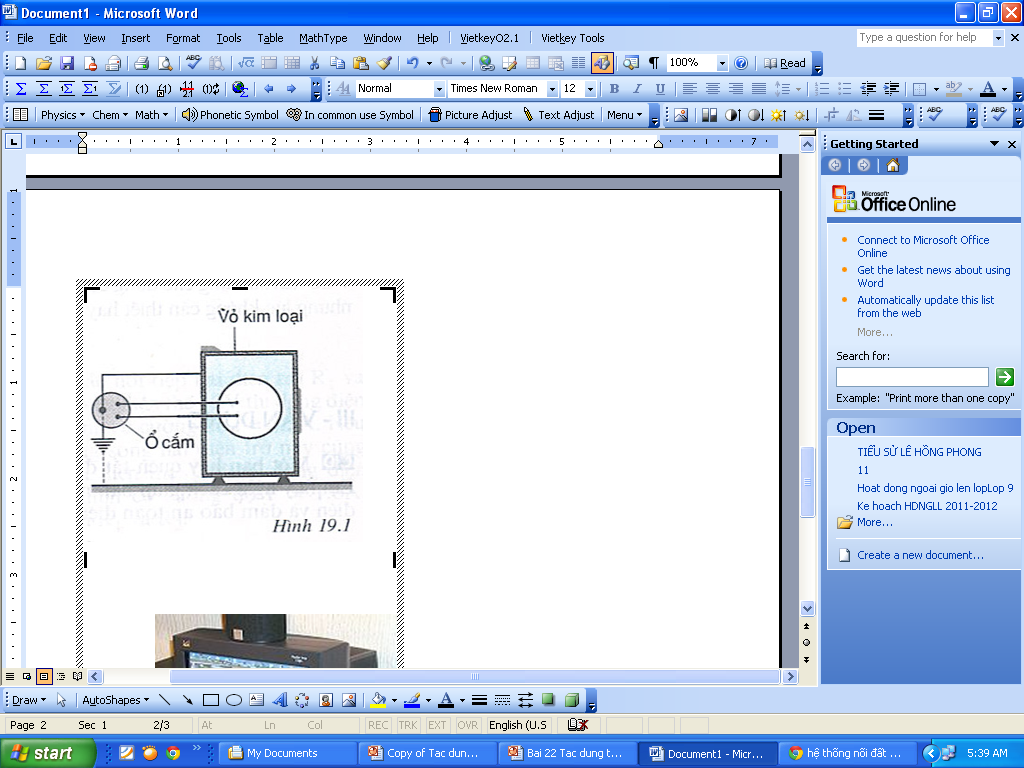 Document1 - Microsoft Word
File Edit View Insert Format Tools Table MathType Window Help VietkeyO2.1 Vietkey Tools
Type a question for help
100% Read
Normal Times New Roman 12 B I U
Physics Chem Math Phonetic Symbol In common use Symbol Picture Adjust Text Adjust Menu
1 2 3 4 5 7
Getting Started
Microsoft
Office Online
Connect to Microsoft Office
Online
Get the latest news about using
Word
Automatically update this list
from the web
More...
Search for:
Example: "Print more than one copy"
Open
TIỂU SỬ LÊ HỒNG PHONG
11
Hoat dong ngoai gio len lopLop 9
Ke hoach HDNGLL 2011-2012
More...
Create a new document...
Vỏ kim loại
Ổ cắm
Hình 19.1
Draw AutoShapes
Page 2 Sec 1 2/3 At Ln Col REC TRK EXT OVR English (U.S
start My Documents Copy of Tac dun... Bai 22 Tac dung t... Document1 - Micr... hệ thống nối đất ... 5:39 AM